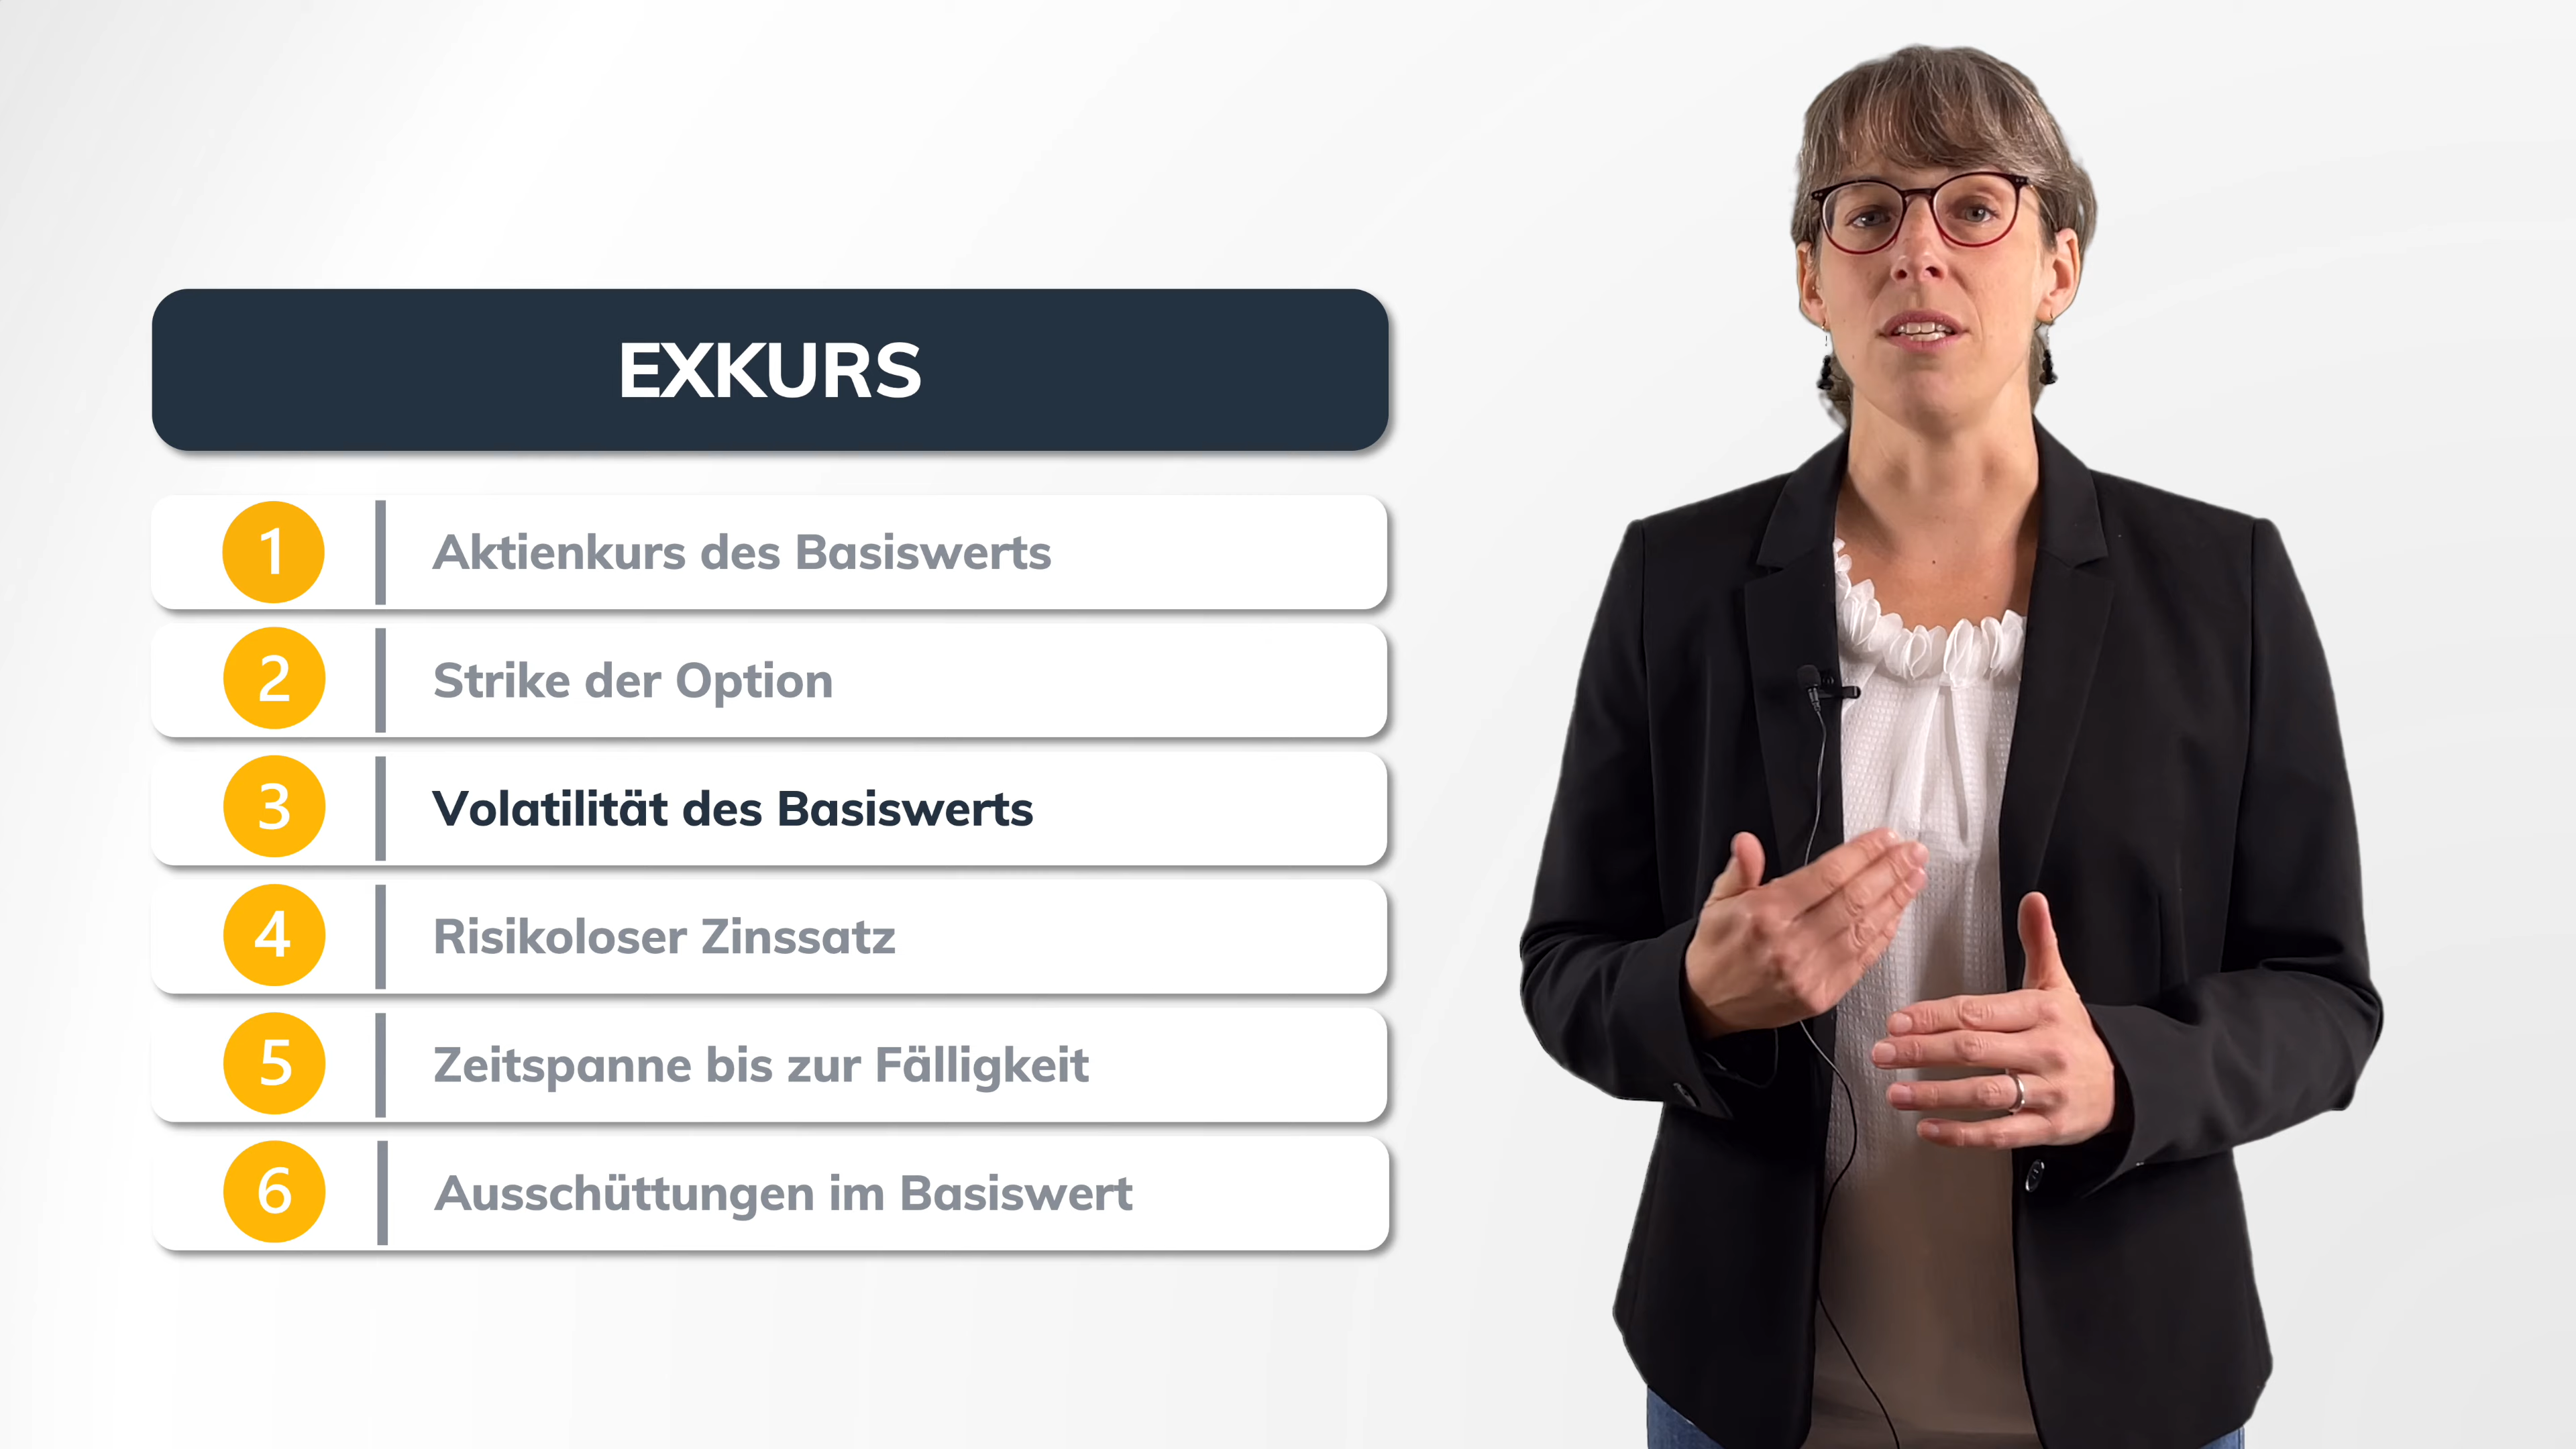 EXKURS
1 Aktienkurs des Basiswerts
2 Strike der Option
3 Volatilität des Basiswerts
4 Risikoloser Zinssatz
5 Zeitspanne bis zur Fälligkeit
6 Ausschüttungen im Basiswert